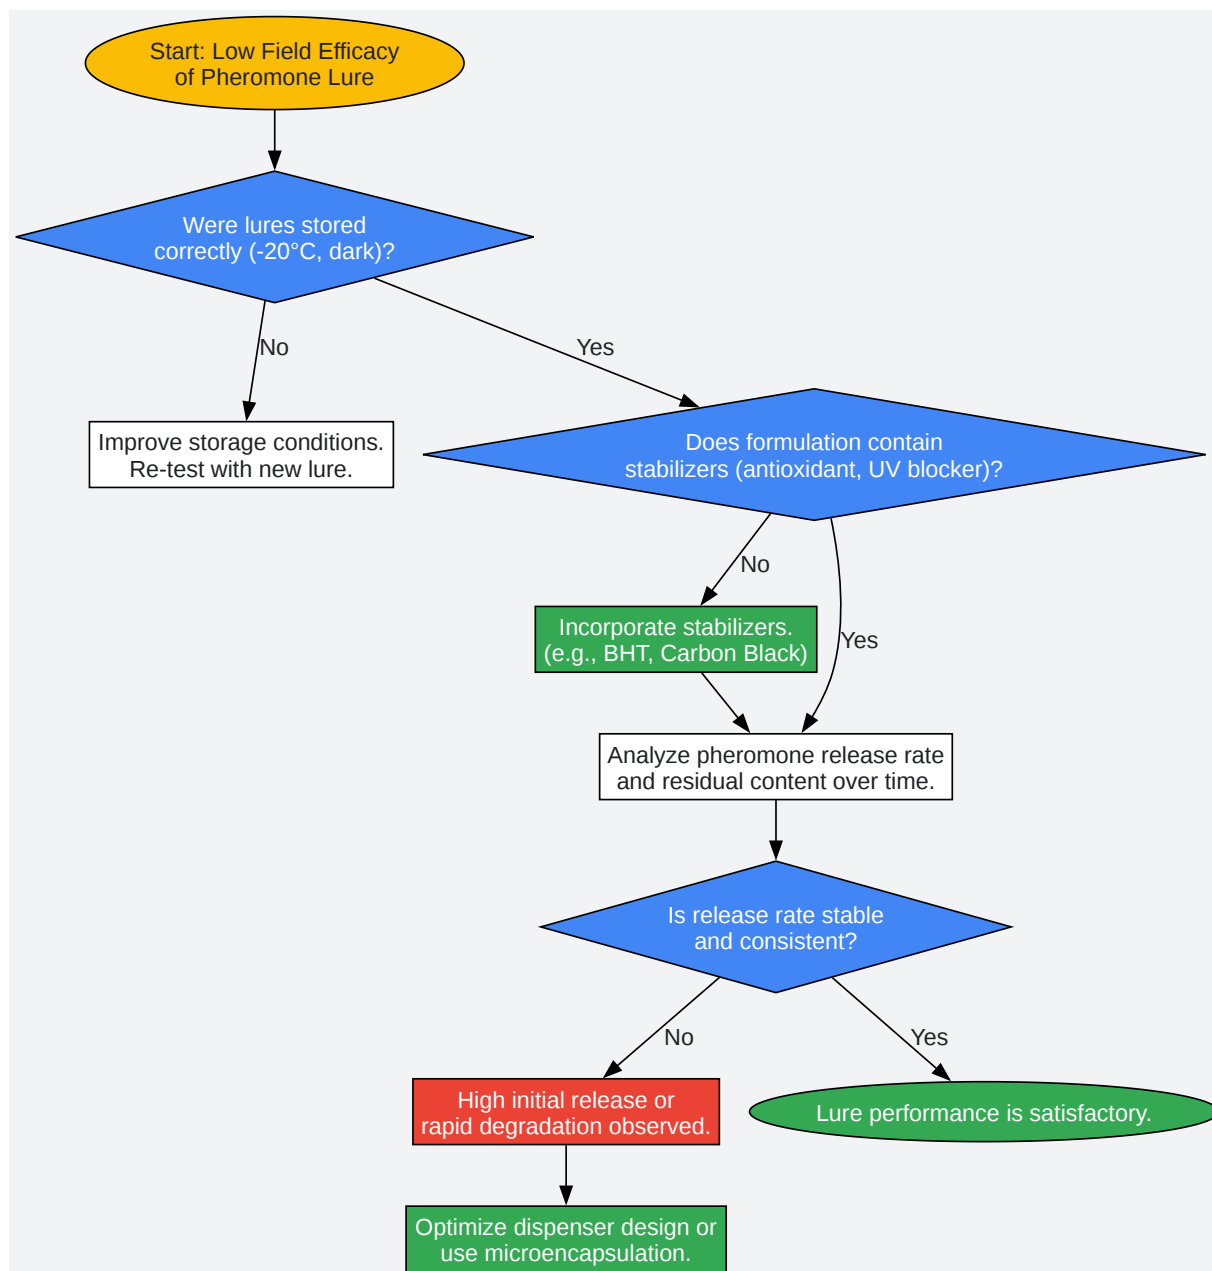 Start: Low Field Efficacy
of Pheromone Lure
Were lures stored
correctly (-20°C, dark)?
No
Yes
Improve storage conditions.
Re-test with new lure.
Does formulation contain
stabilizers (antioxidant, UV blocker)?
No
Yes
Incorporate stabilizers.
(e.g., BHT, Carbon Black)
Analyze pheromone release rate
and residual content over time.
Is release rate stable
and consistent?
No
Yes
High initial release or
rapid degradation observed.
Lure performance is satisfactory.
Optimize dispenser design or
use microencapsulation.